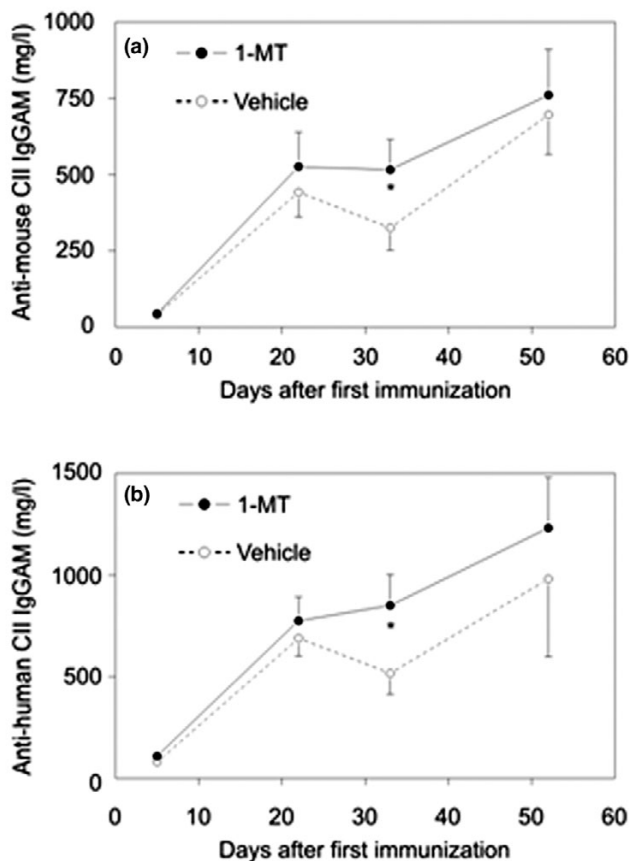 (a)
1-MT
Vehicle
Anti-mouse CII IgGAM (mg/l)
1000
750
500
250
0
0 10 20 30 40 50 60
*
Days after first immunization
(b)
1-MT
Vehicle
Anti-human CII IgGAM (mg/l)
1500
1000
500
0
0 10 20 30 40 50 60
*
Days after first immunization